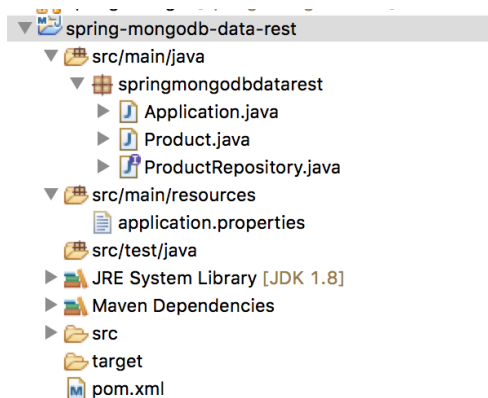 spring-mongodb-data-rest
src/main/java
springmongodbdatarest
Application.java
Product.java
ProductRepository.java
src/main/resources
application.properties
src/test/java
JRE System Library [JDK 1.8]
Maven Dependencies
src
target
pom.xml